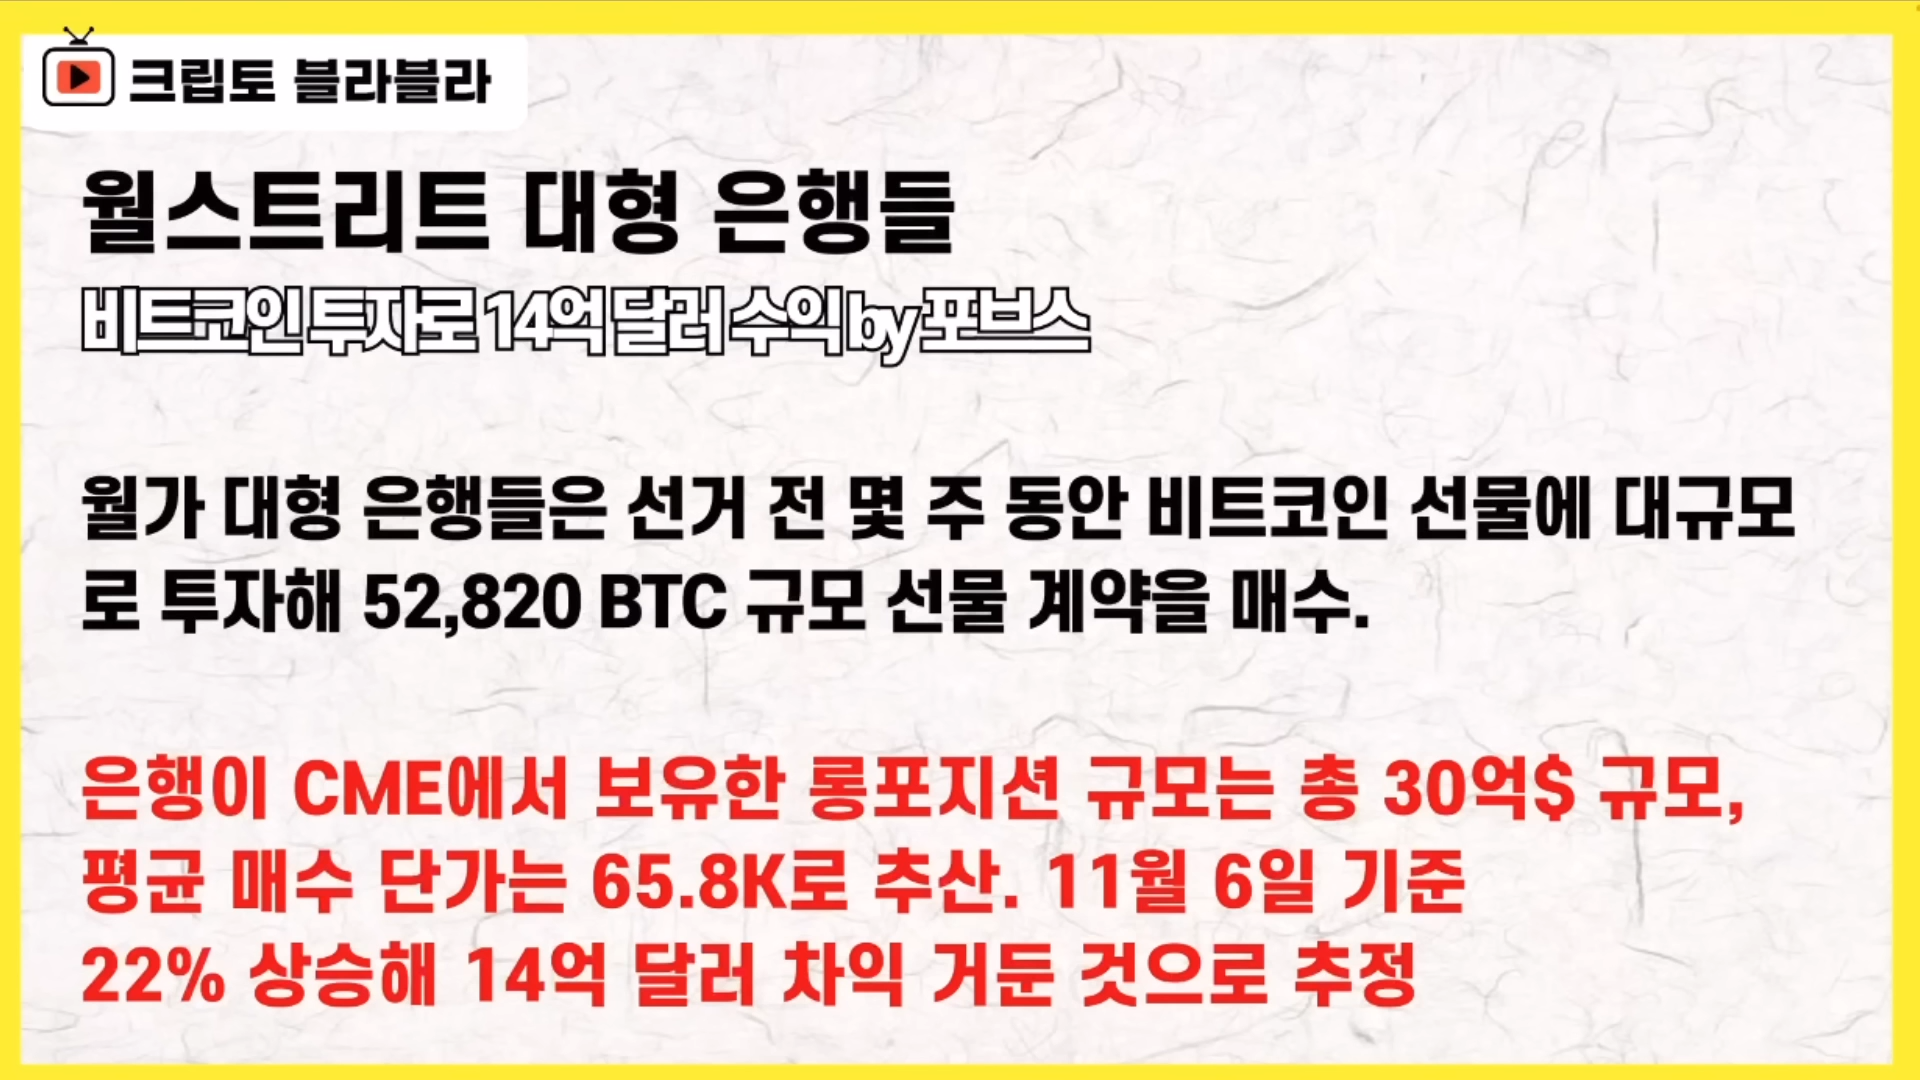 크립토 블라블라
월스트리트 대형 은행들
비트코인 투자로 14억 달러 수익 by 포브스
월가 대형 은행들은 선거 전 몇 주 동안 비트코인 선물에 대규모
로 투자해 52,820 BTC 규모 선물 계약을 매수.
은행이 CME에서 보유한 롱포지션 규모는 총 30억$ 규모,
평균 매수 단가는 65.8K로 추산. 11월 6일 기준
22% 상승해 14억 달러 차익 거둔 것으로 추정